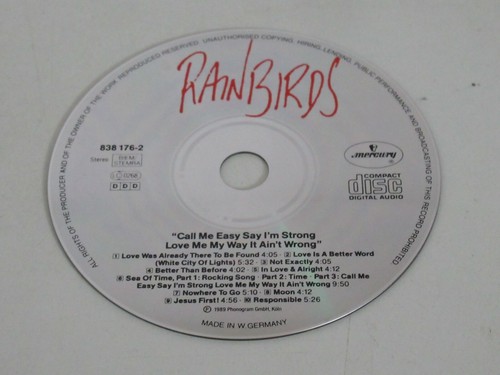 ALL RIGHTS OF THE PRODUCER AND OF THE OWNER OF THE WORK REPRODUCED RESERVED · UNAUTHORISED COPYING, HIRING, LENDING, PUBLIC PERFORMANCE AND BROADCASTING OF THIS RECORD PROHIBITED
RAINBIRDS
838 176-2
Stereo
BIEM/
STEMRA
DDD
mercury
COMPACT
disc
DIGITAL AUDIO
"Call Me Easy Say I'm Strong
Love Me My Way It Ain't Wrong"
1 Love Was Already There To Be Found 4:05 · 2 Love Is A Better Word
(White City Of Lights) 5:32 · 3 Not Exactly 4:05
4 Better Than Before 4:02 · 5 In Love & Alright 4:12
6 Sea Of Time, Part 1: Rocking Song · Part 2: Time · Part 3: Call Me
Easy Say I'm Strong Love Me My Way It Ain't Wrong 9:50
7 Nowhere To Go 5:10 · 8 Moon 4:12
9 Jesus First! 4:56 · 10 Responsible 5:26
℗ 1989 Phonogram GmbH, Köln
MADE IN W. GERMANY